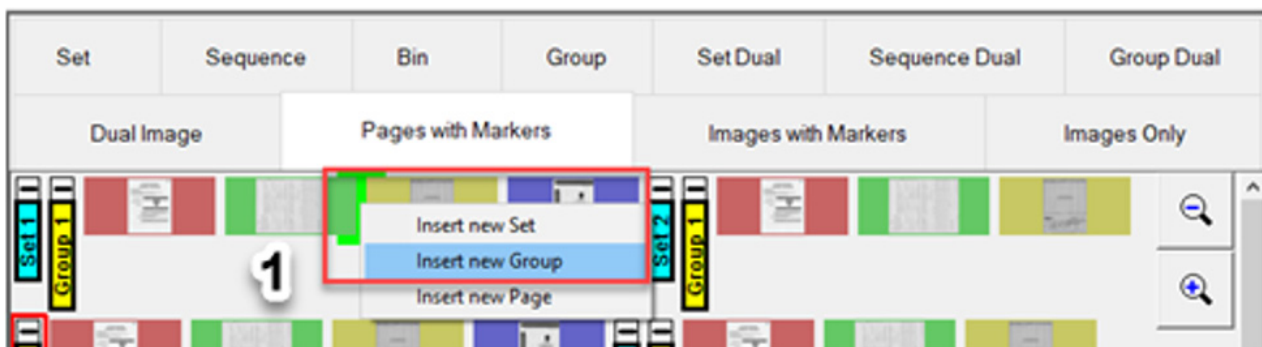 Set Sequence Bin Group Set Dual Sequence Dual Group Dual
Dual Image Pages with Markers Images with Markers Images Only
Set 1
Group 1
Set 2
Group 1
Insert new Set
Insert new Group
Insert new Page
1